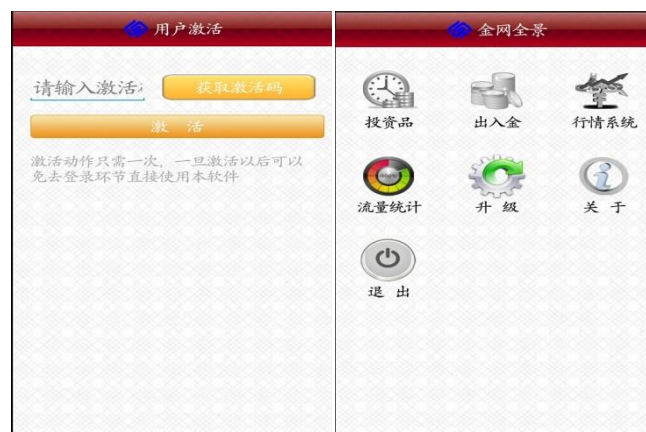 用户激活
请输入激活
获取激活码
激 活
激活动作只需一次，一旦激活以后可以
免去登录环节直接使用本软件
金网全景
投资品 出入金 行情系统
流量统计 升 级 关 于
退 出